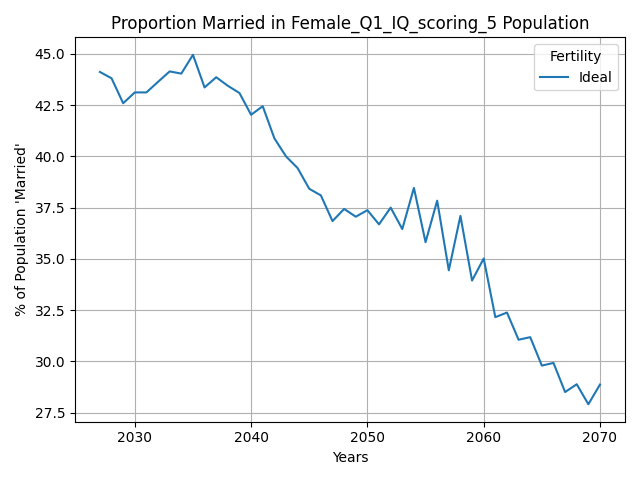 Proportion Married in Female_Q1_IQ_scoring_5 Population
Fertility
Ideal
% of Population 'Married'
45.0
42.5
40.0
37.5
35.0
32.5
30.0
27.5
2030
2040
2050
2060
2070
Years